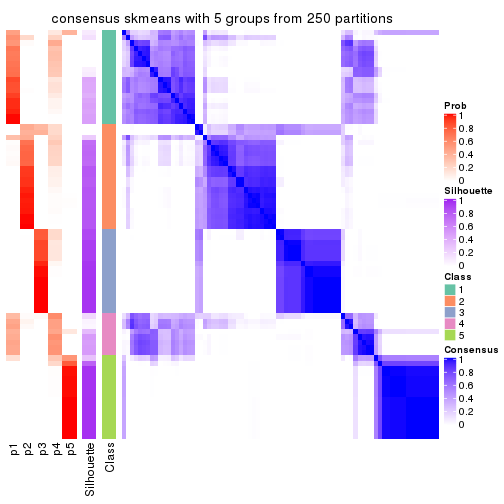 consensus skmeans with 5 groups from 250 partitions
Prob
1
0.8
0.6
0.4
0.2
0
Silhouette
1
0.8
0.6
0.4
0.2
0
Class
1
2
3
4
5
Consensus
1
0.8
0.6
0.4
0.2
0
p1
p2
p3
p4
p5
Silhouette
Class